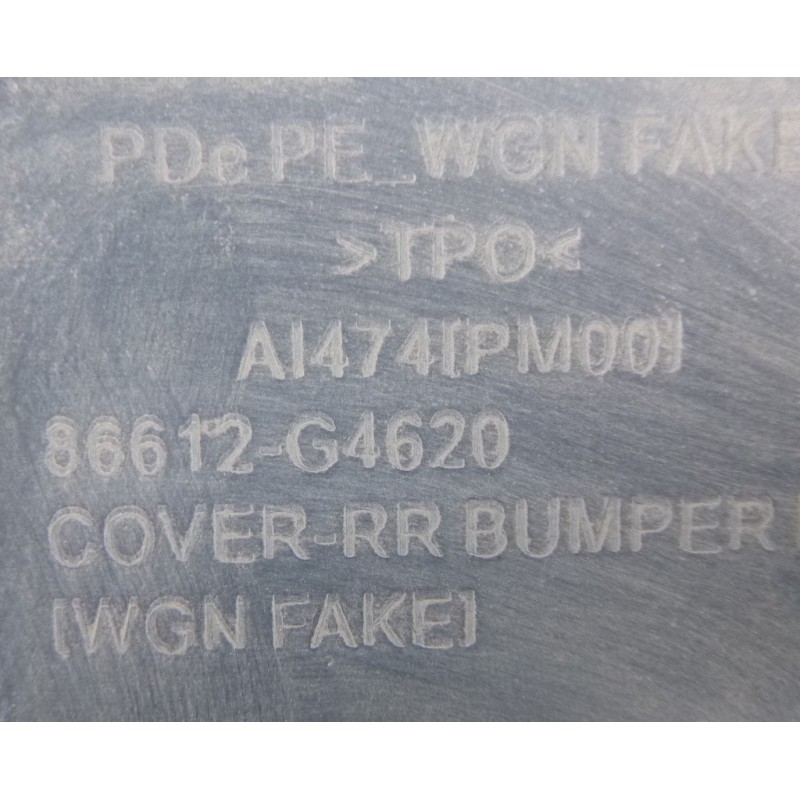 PDe PE_WGN FAKE
>TPO<
AI474[PM00]
86612-G4620
COVER-RR BUMPER
[WGN FAKE]